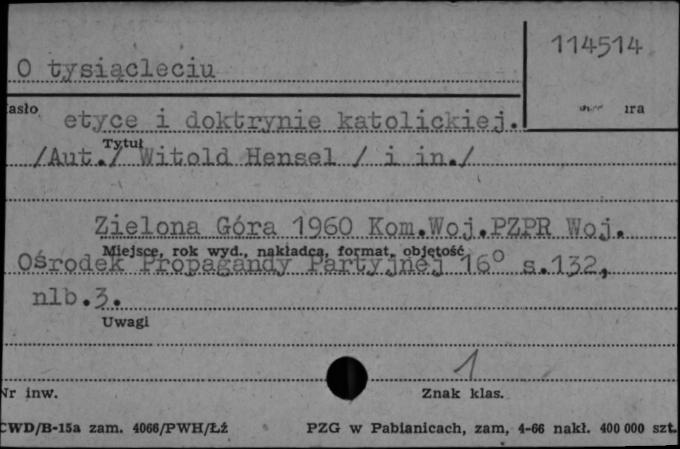 114514
O tysiącleciu
asło
ura
etyce i doktrynie katolickiej.
Tytuł
/Aut./ Witold Hensel / i in./
Zielona Góra 1960 Kom.Woj.PZPR Woj.
Miejsce, rok wyd., nakładca, format, objętość
Ośrodek Propagandy Partyjnej 16° s.132,
nlb.3.
Uwagi
1
Nr inw.
Znak klas.
CWD/B-15a zam. 4066/PWH/Łź
PZG w Pabianicach, zam, 4-66 nakł. 400 000 szt.